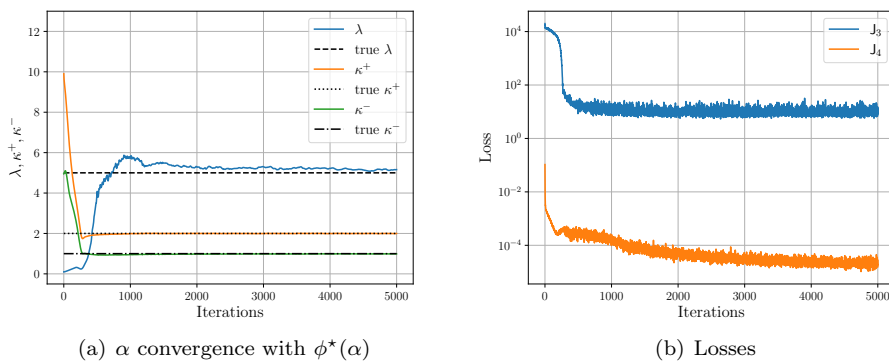 12
10
8
6
4
2
0
λ, κ⁺, κ⁻
0 1000 2000 3000 4000 5000
Iterations
λ
true λ
κ⁺
true κ⁺
κ⁻
true κ⁻
(a) α convergence with ϕ*(α)
10⁴
10²
10⁰
10⁻²
10⁻⁴
Loss
0 1000 2000 3000 4000 5000
Iterations
J₃
J₄
(b) Losses